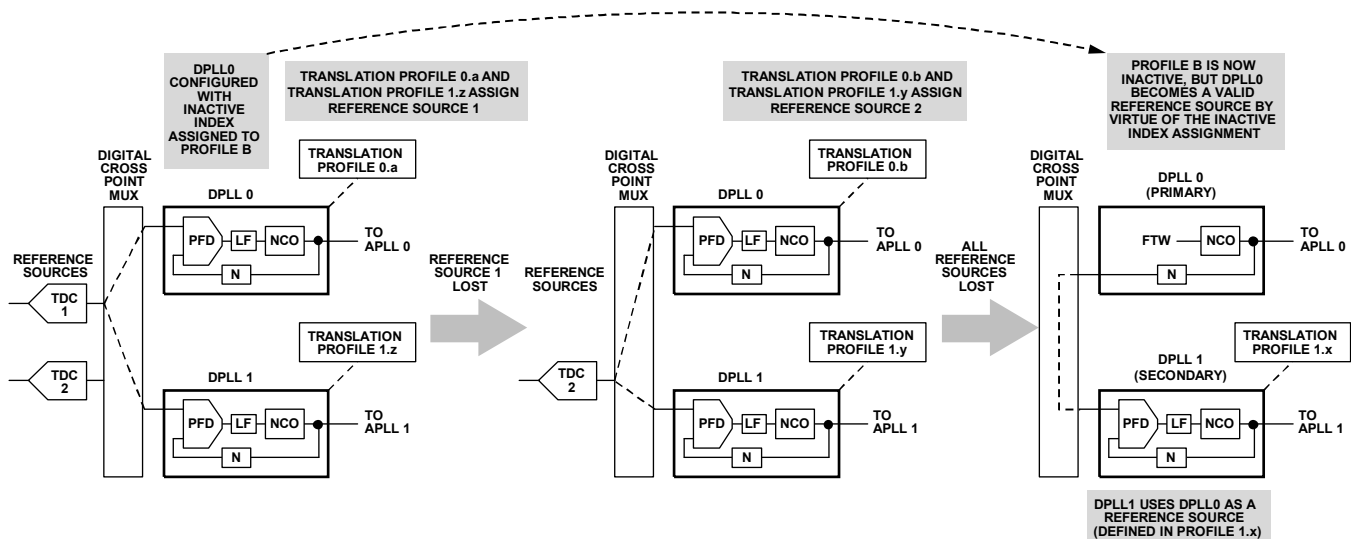 DPLL0
CONFIGURED
WITH
INACTIVE
INDEX
ASSIGNED TO
PROFILE B
TRANSLATION PROFILE 0.a AND
TRANSLATION PROFILE 1.z ASSIGN
REFERENCE SOURCE 1
TRANSLATION PROFILE 0.b AND
TRANSLATION PROFILE 1.y ASSIGN
REFERENCE SOURCE 2
PROFILE B IS NOW
INACTIVE, BUT DPLL0
BECOMES A VALID
REFERENCE SOURCE BY
VIRTUE OF THE INACTIVE
INDEX ASSIGNMENT
DIGITAL
CROSS
POINT
MUX
TRANSLATION
PROFILE 0.a
DPLL 0
PFD
LF
NCO
N
TO
APLL 0
REFERENCE
SOURCES
TDC
1
TDC
2
TRANSLATION
PROFILE 1.z
DPLL 1
PFD
LF
NCO
N
TO
APLL 1
REFERENCE
SOURCE 1
LOST
DIGITAL
CROSS
POINT
MUX
TRANSLATION
PROFILE 0.b
DPLL 0
PFD
LF
NCO
N
TO
APLL 0
REFERENCE
SOURCES
TDC
2
TRANSLATION
PROFILE 1.y
DPLL 1
PFD
LF
NCO
N
TO
APLL 1
ALL
REFERENCE
SOURCES
LOST
DIGITAL
CROSS
POINT
MUX
DPLL 0
(PRIMARY)
FTW
NCO
N
TO
APLL 0
TRANSLATION
PROFILE 1.x
DPLL 1
(SECONDARY)
PFD
LF
NCO
N
TO
APLL 1
DPLL1 USES DPLL0 AS A
REFERENCE SOURCE
(DEFINED IN PROFILE 1.x)